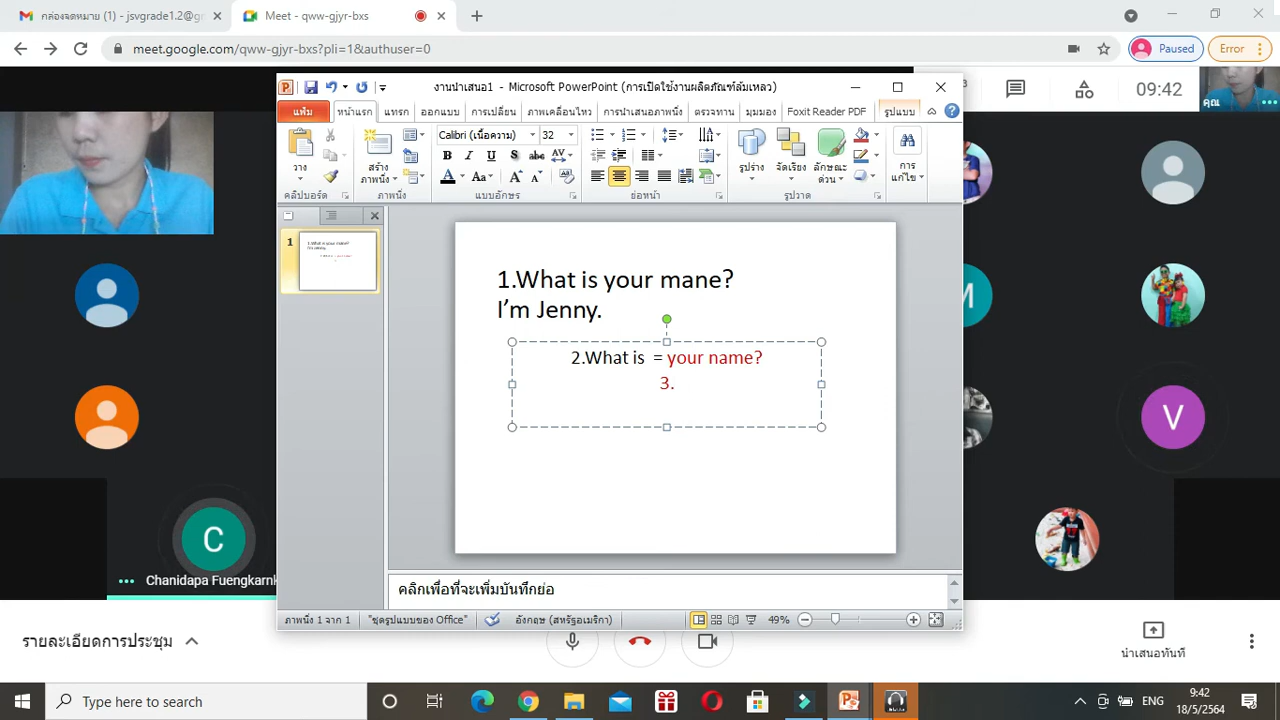 กล่องจดหมาย (1) - jsvgrade1.2@gr
Meet - qww-gjyr-bxs
meet.google.com/qww-gjyr-bxs?pli=1&authuser=0
Paused
Error
งานนำเสนอ1 - Microsoft PowerPoint (การเปิดใช้งานผลิตภัณฑ์ล้มเหลว)
แฟ้ม หน้าแรก แทรก ออกแบบ การเปลี่ยน ภาพเคลื่อนไหว การนำเสนอภาพนิ่ง ตรวจทาน มุมมอง Foxit Reader PDF รูปแบบ
Calibri (เนื้อความ) 32
วาง
สร้าง
ภาพนิ่ง
รูปร่าง
จัดเรียง
ลักษณะ
ด่วน
การ
แก้ไข
คลิปบอร์ด ภาพนิ่ง แบบอักษร ย่อหน้า รูปวาด
09:42
คุณ
1
1.What is your mane?
I'm Jenny.
2.What is = your name?
3.
M
V
C
Chanidapa Fuengkarnk
คลิกเพื่อที่จะเพิ่มบันทึกย่อ
ภาพนิ่ง 1 จาก 1 "ชุดรูปแบบของ Office" อังกฤษ (สหรัฐอเมริกา) 49%
รายละเอียดการประชุม
นำเสนอทันที
Type here to search
ENG
9:42
18/5/2564